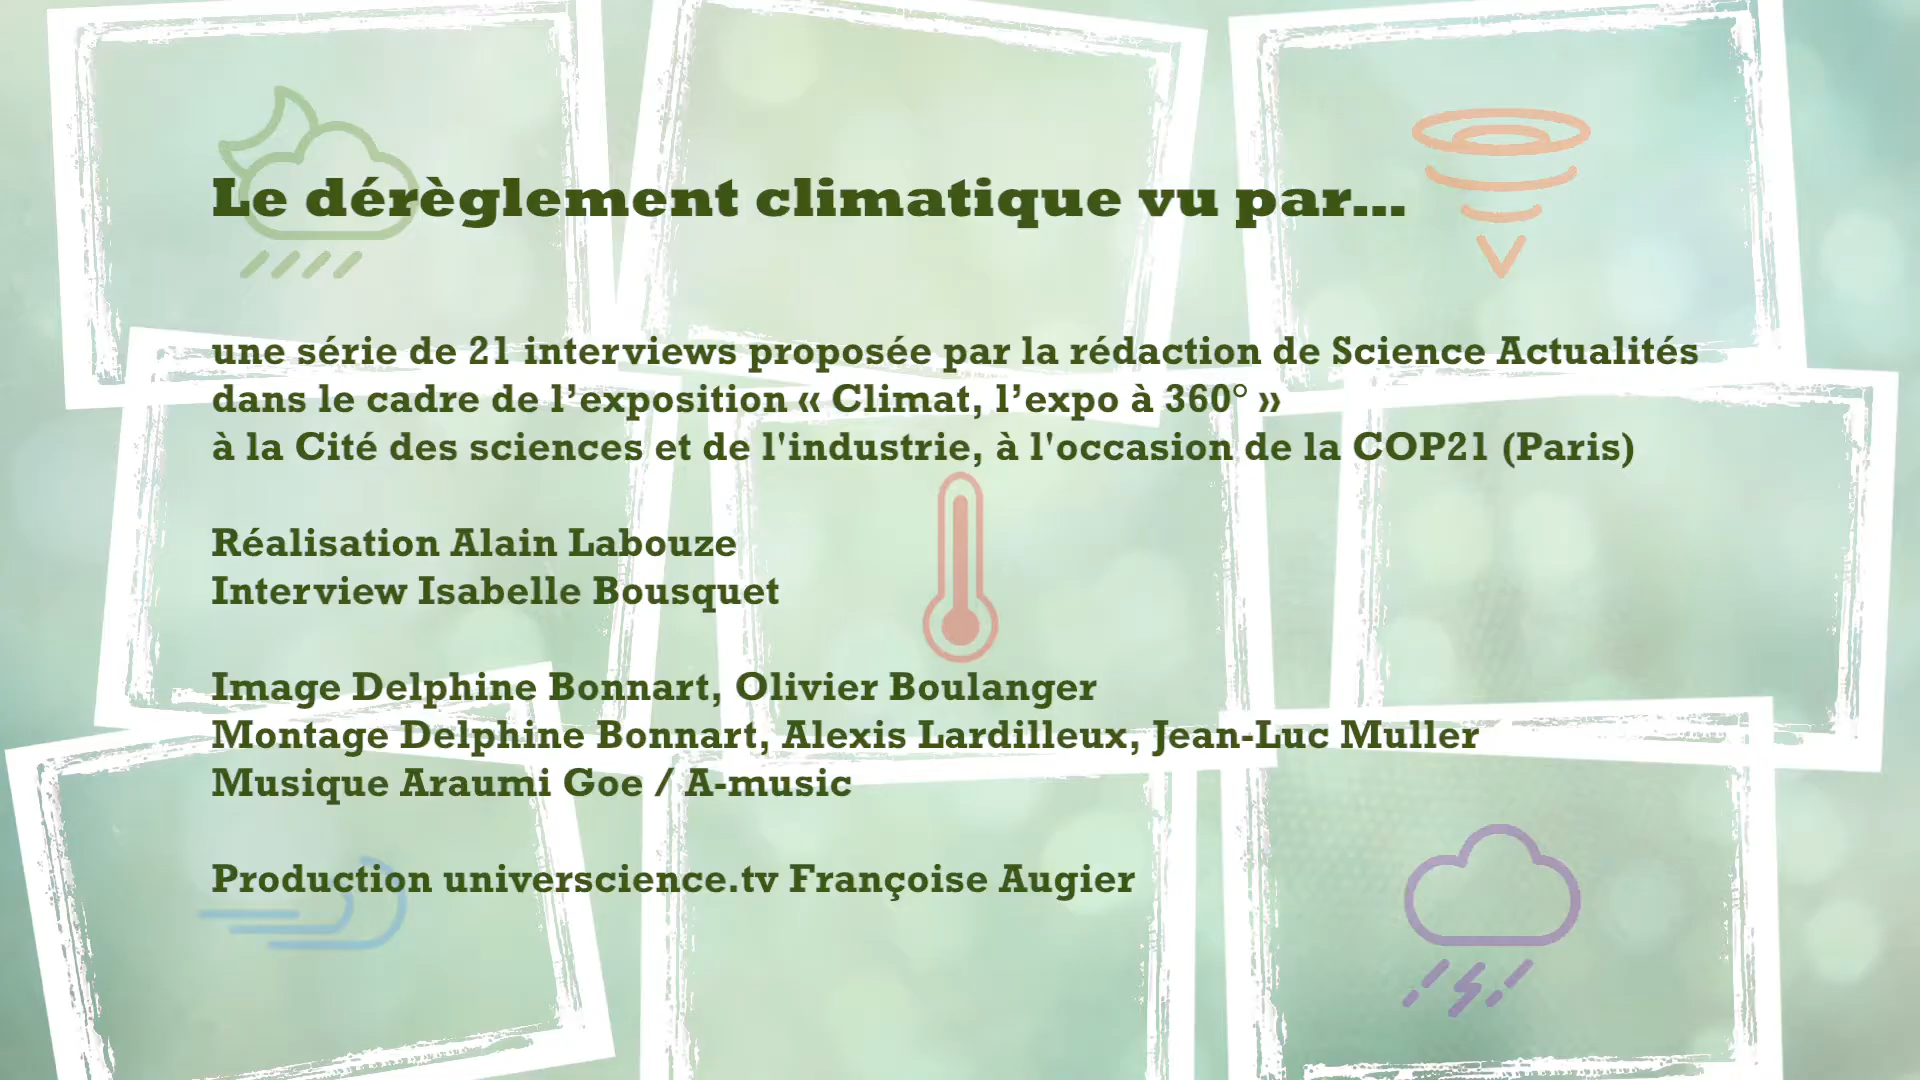 Le dérèglement climatique vu par...
une série de 21 interviews proposée par la rédaction de Science Actualités
dans le cadre de l’exposition « Climat, l’expo à 360° »
à la Cité des sciences et de l'industrie, à l'occasion de la COP21 (Paris)
Réalisation Alain Labouze
Interview Isabelle Bousquet
Image Delphine Bonnart, Olivier Boulanger
Montage Delphine Bonnart, Alexis Lardilleux, Jean-Luc Muller
Musique Araumi Goe / A-music
Production universcience.tv Françoise Augier